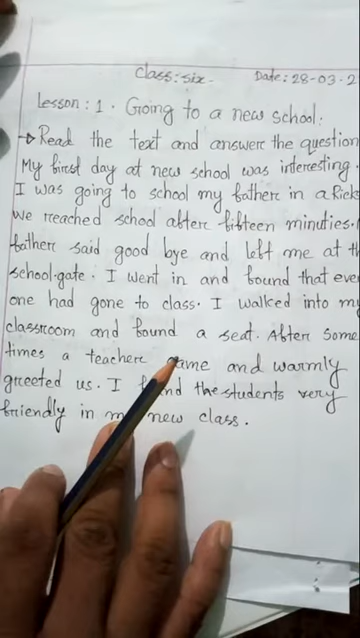 Class: six. Date: 28-03-2
Lesson: 1. Going to a new school:
Read the text and answer the question
My first day at new school was interesting.
I was going to school my father in a Rick
we reached school after fifteen minuties.
father said good bye and left me at th
school-gate. I went in and found that eve
one had gone to class. I walked into my
classroom and found a seat. After some
times a teacher came and warmly
greeted us. I the students very
friendly in new class.